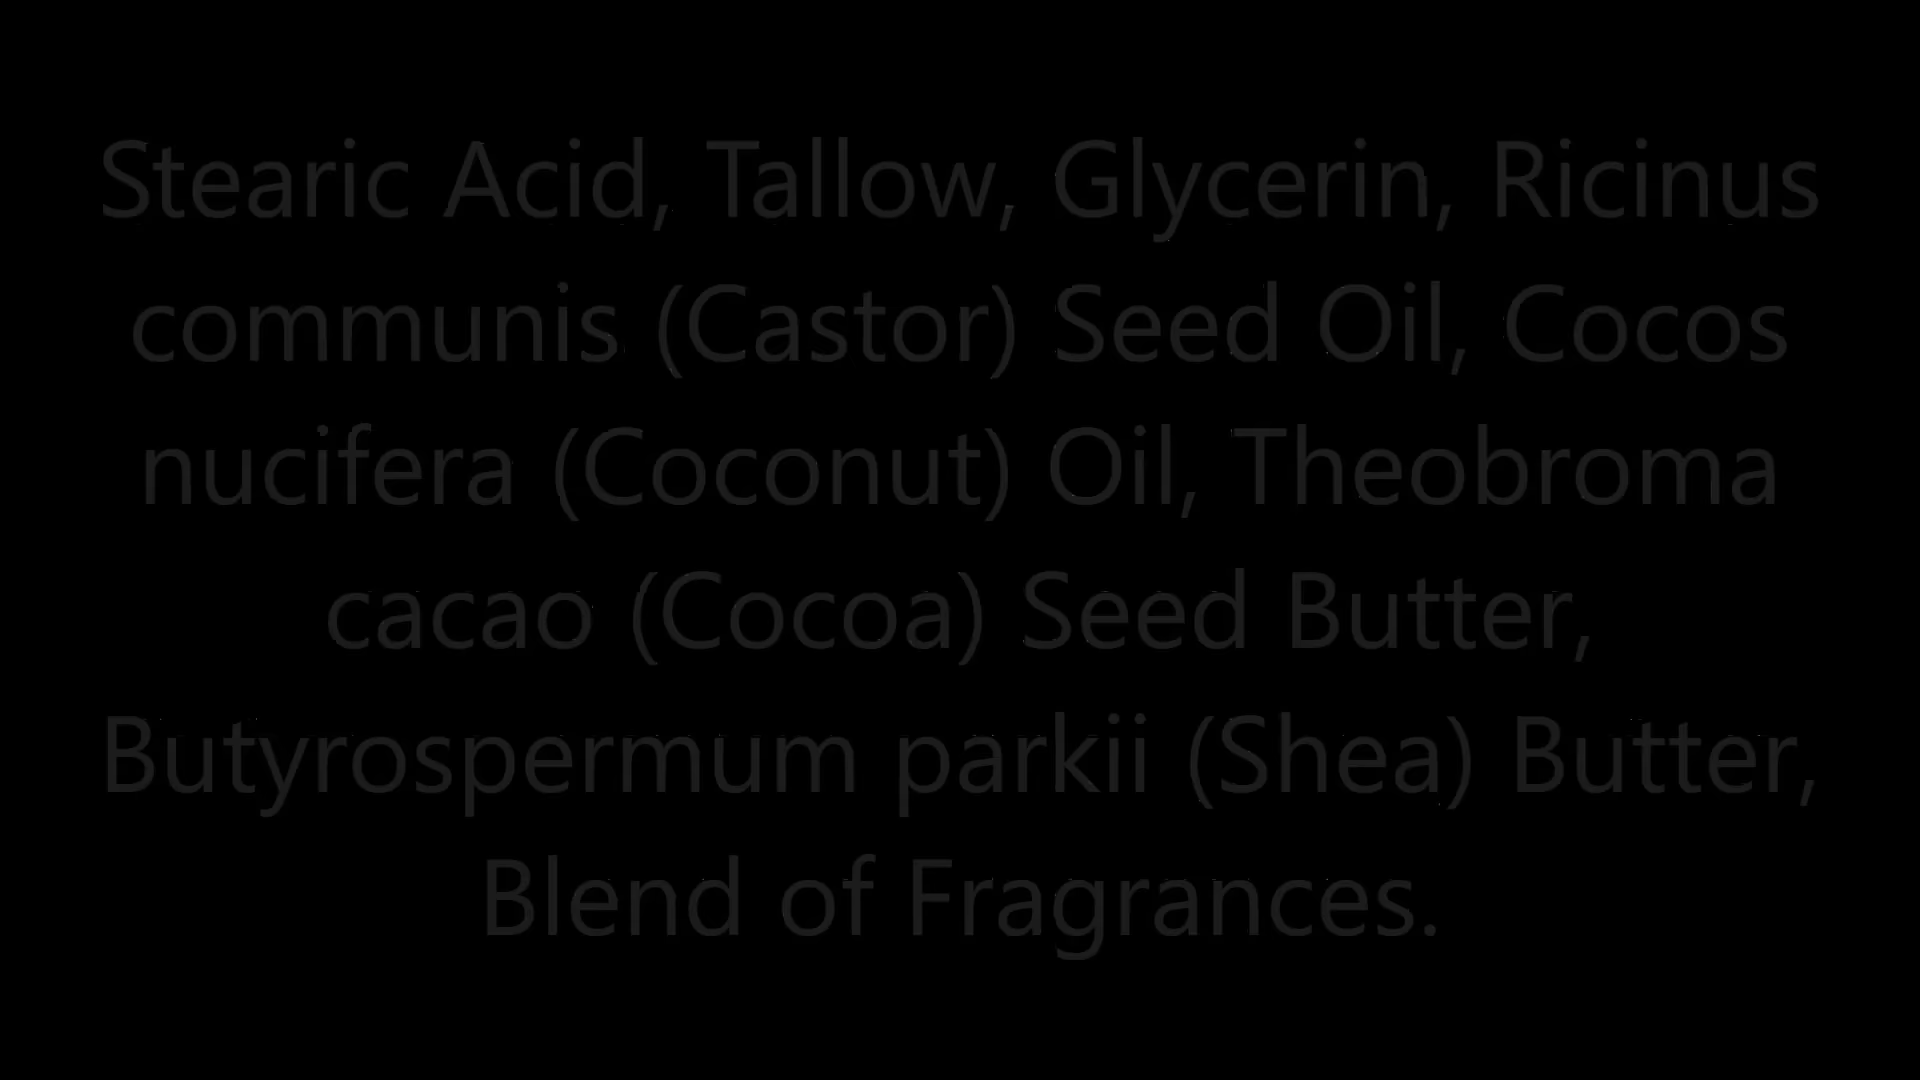 Stearic Acid, Tallow, Glycerin, Ricinus
communis (Castor) Seed Oil, Cocos
nucifera (Coconut) Oil, Theobroma
cacao (Cocoa) Seed Butter,
Butyrospermum parkii (Shea) Butter,
Blend of Fragrances.